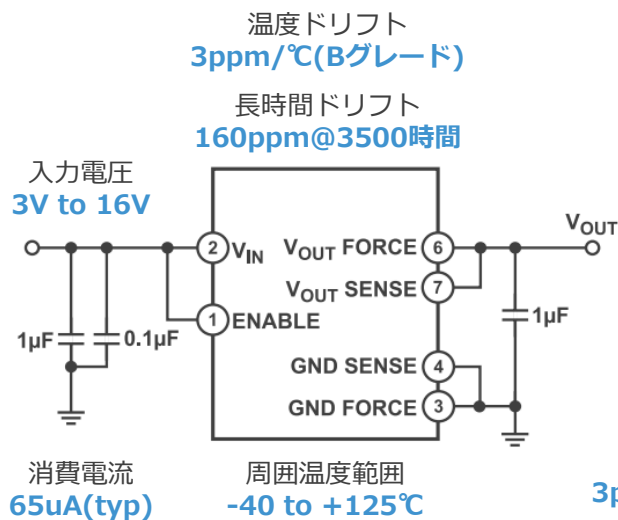 温度ドリフト
3ppm/℃(Bグレード)
長時間ドリフト
160ppm@3500時間
入力電圧
3V to 16V
2 VIN
1 ENABLE
VOUT FORCE 6
VOUT SENSE 7
GND SENSE 4
GND FORCE 3
VOUT
1µF
0.1µF
1µF
消費電流
65uA(typ)
周囲温度範囲
-40 to +125℃
3p